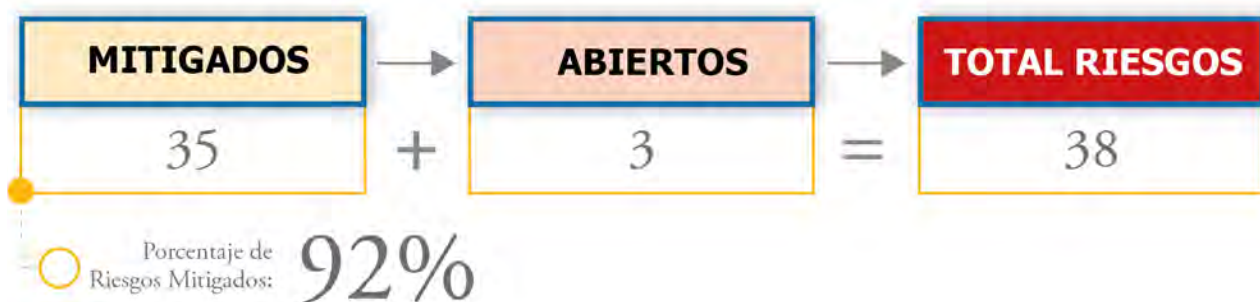 MITIGADOS ABIERTOS TOTAL RIESGOS
35 + 3 = 38
Porcentaje de
Riesgos Mitigados:
92%